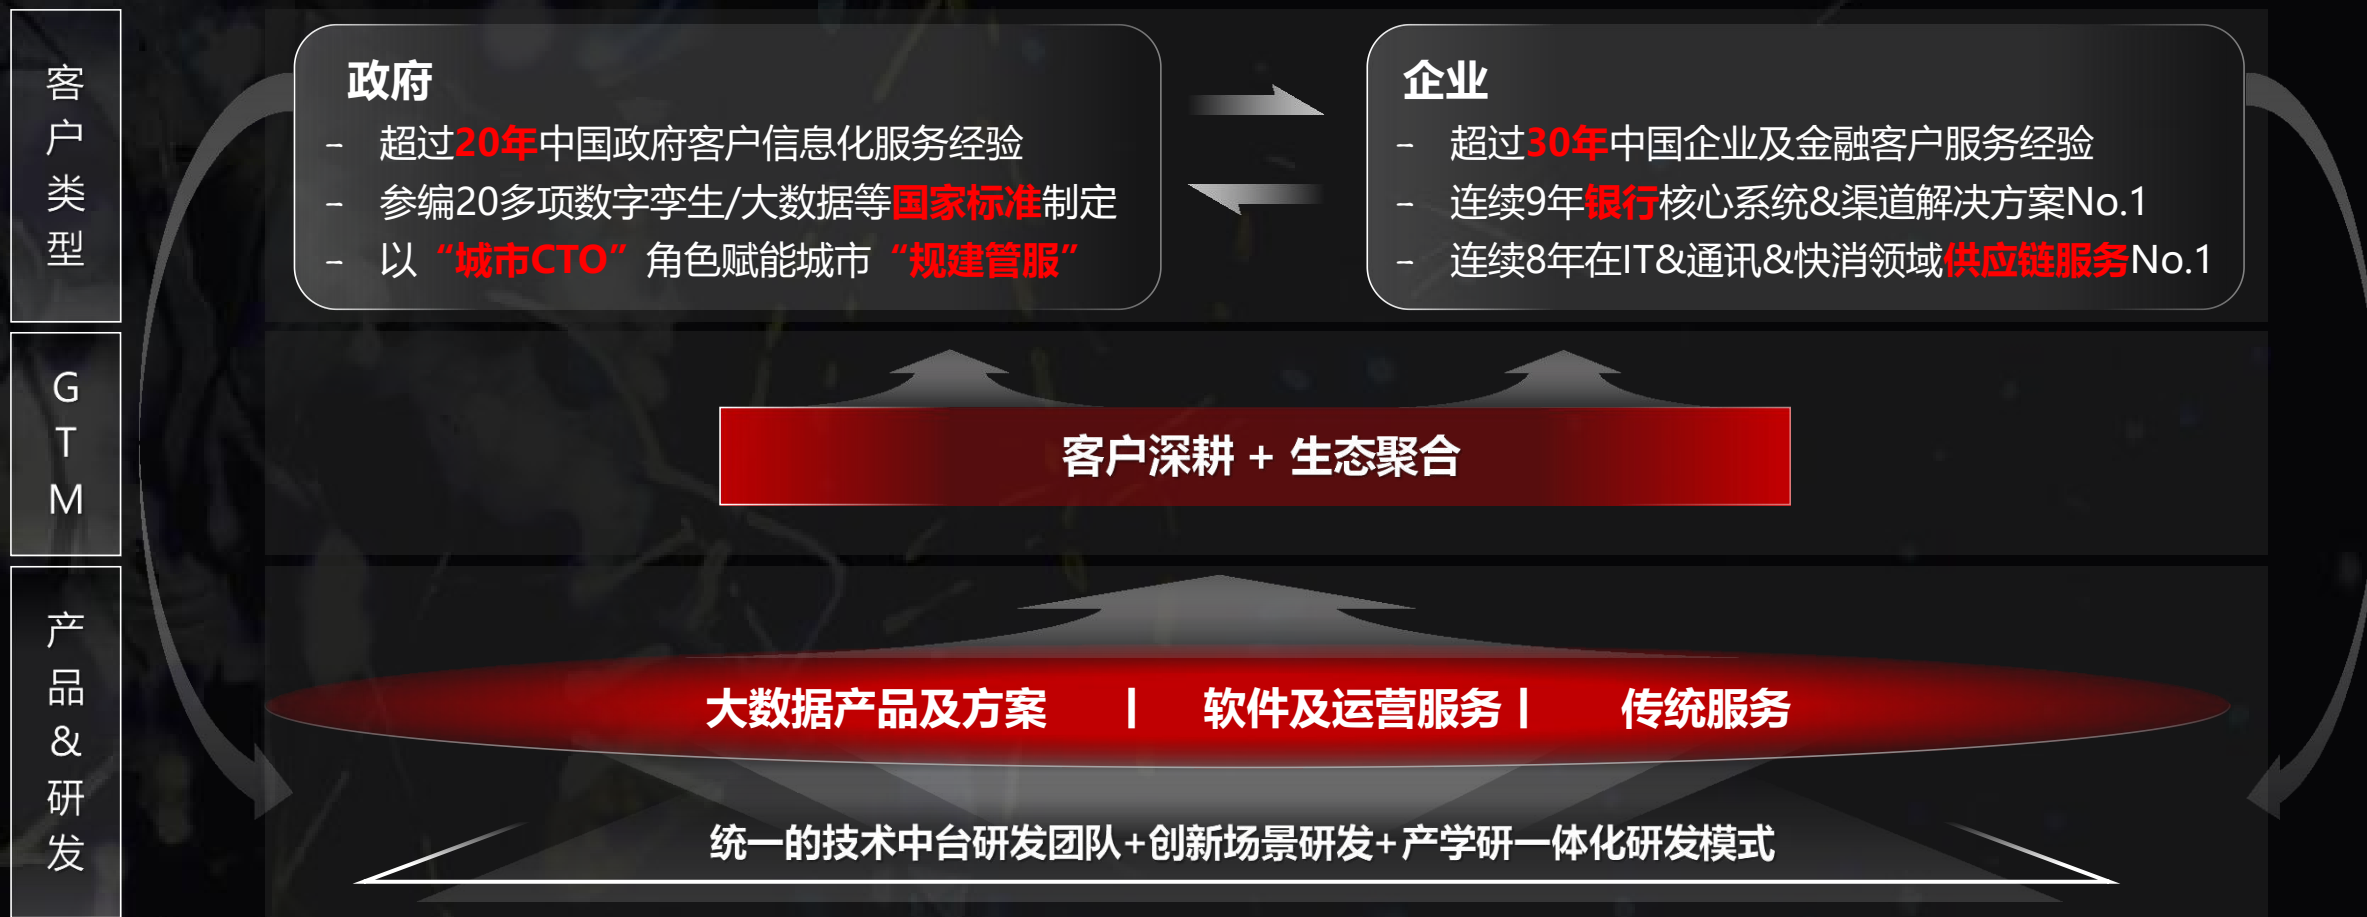 客户类型
政府
- 超过20年中国政府客户信息化服务经验
- 参编20多项数字孪生/大数据等国家标准制定
- 以“城市CTO”角色赋能城市“规建管服”
企业
- 超过30年中国企业及金融客户服务经验
- 连续9年银行核心系统&渠道解决方案No.1
- 连续8年在IT&通讯&快消领域供应链服务No.1
GTM
客户深耕 + 生态聚合
产品&研发
大数据产品及方案 | 软件及运营服务 | 传统服务
统一的技术中台研发团队+创新场景研发+产学研一体化研发模式